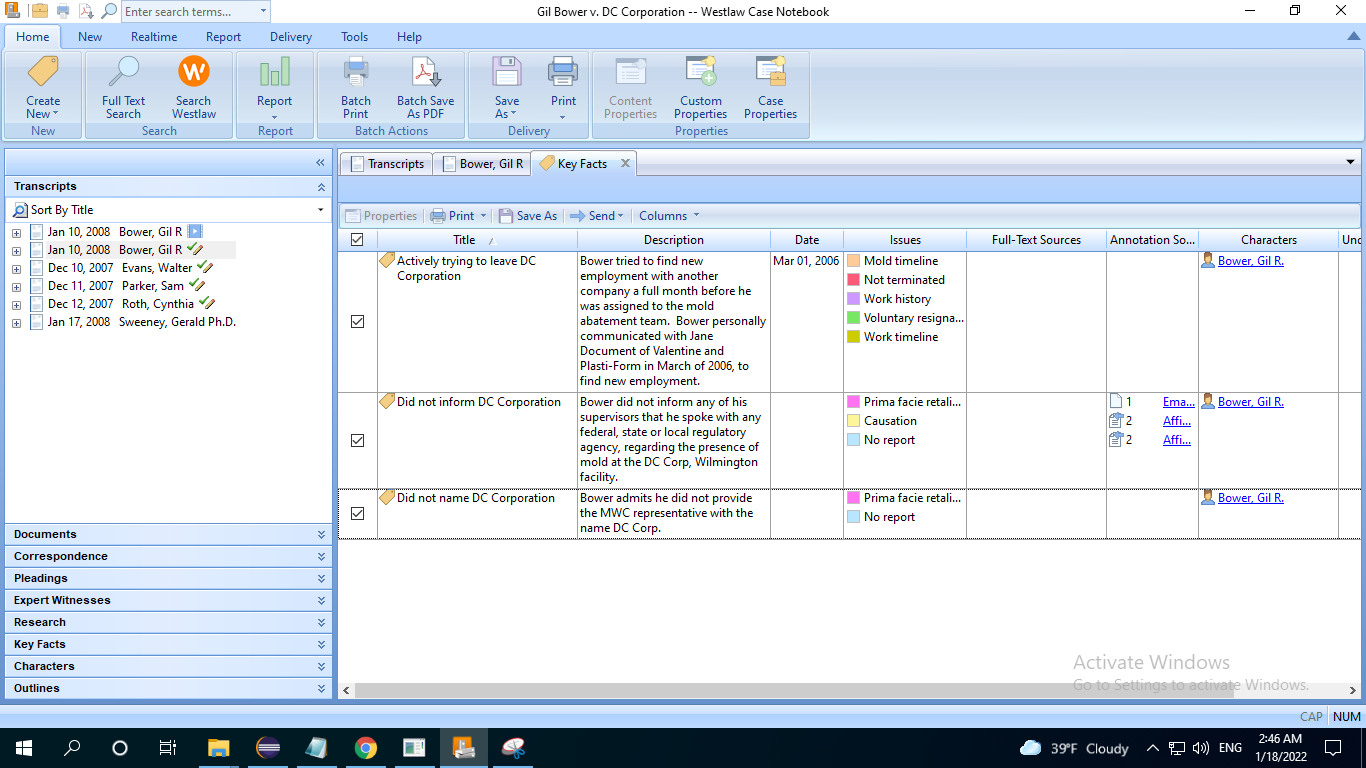 Enter search terms...
Gil Bower v. DC Corporation -- Westlaw Case Notebook
Home New Realtime Report Delivery Tools Help
Create New
Full Text Search
Search Westlaw
Report
Batch Print
Batch Save As PDF
Save As
Print
Content Properties
Custom Properties
Case Properties
New Search Report Batch Actions Delivery Properties
Transcripts
Sort By Title
Jan 10, 2008 Bower, Gil R
Jan 10, 2008 Bower, Gil R
Dec 10, 2007 Evans, Walter
Dec 11, 2007 Parker, Sam
Dec 12, 2007 Roth, Cynthia
Jan 17, 2008 Sweeney, Gerald Ph.D.
Documents
Correspondence
Pleadings
Expert Witnesses
Research
Key Facts
Characters
Outlines
Transcripts Bower, Gil R Key Facts
Properties Print Save As Send Columns
Title Description Date Issues Full-Text Sources Annotation So... Characters Unc
Actively trying to leave DC
Corporation
Bower tried to find new
employment with another
company a full month before he
was assigned to the mold
abatement team. Bower personally
communicated with Jane
Document of Valentine and
Plasti-Form in March of 2006, to
find new employment.
Mar 01, 2006
Mold timeline
Not terminated
Work history
Voluntary resigna...
Work timeline
Bower, Gil R.
Did not inform DC Corporation
Bower did not inform any of his
supervisors that he spoke with any
federal, state or local regulatory
agency, regarding the presence of
mold at the DC Corp, Wilmington
facility.
Prima facie retali...
Causation
No report
1 Ema...
2 Affi...
2 Affi...
Bower, Gil R.
Did not name DC Corporation
Bower admits he did not provide
the MWC representative with the
name DC Corp.
Prima facie retali...
No report
Bower, Gil R.
Activate Windows
Go to Settings to activate Windows.
CAP NUM
39°F Cloudy
ENG
2:46 AM
1/18/2022